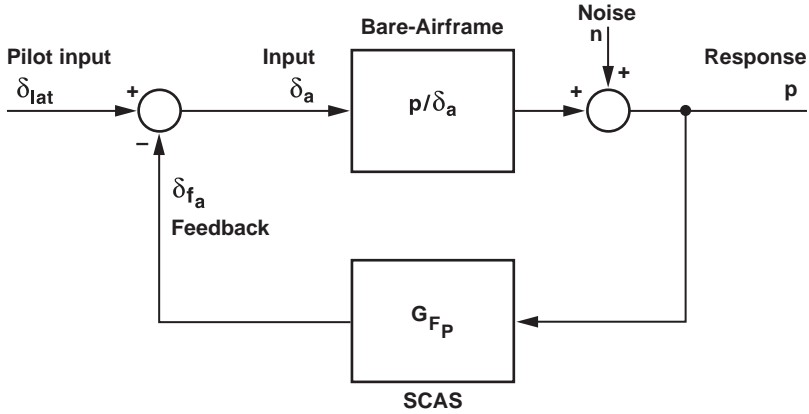 Noise
n
Bare-Airframe
Pilot input
Input
Response
+
+
+
δlat
δa
p/δa
p
−
δfa
Feedback
GFP
SCAS